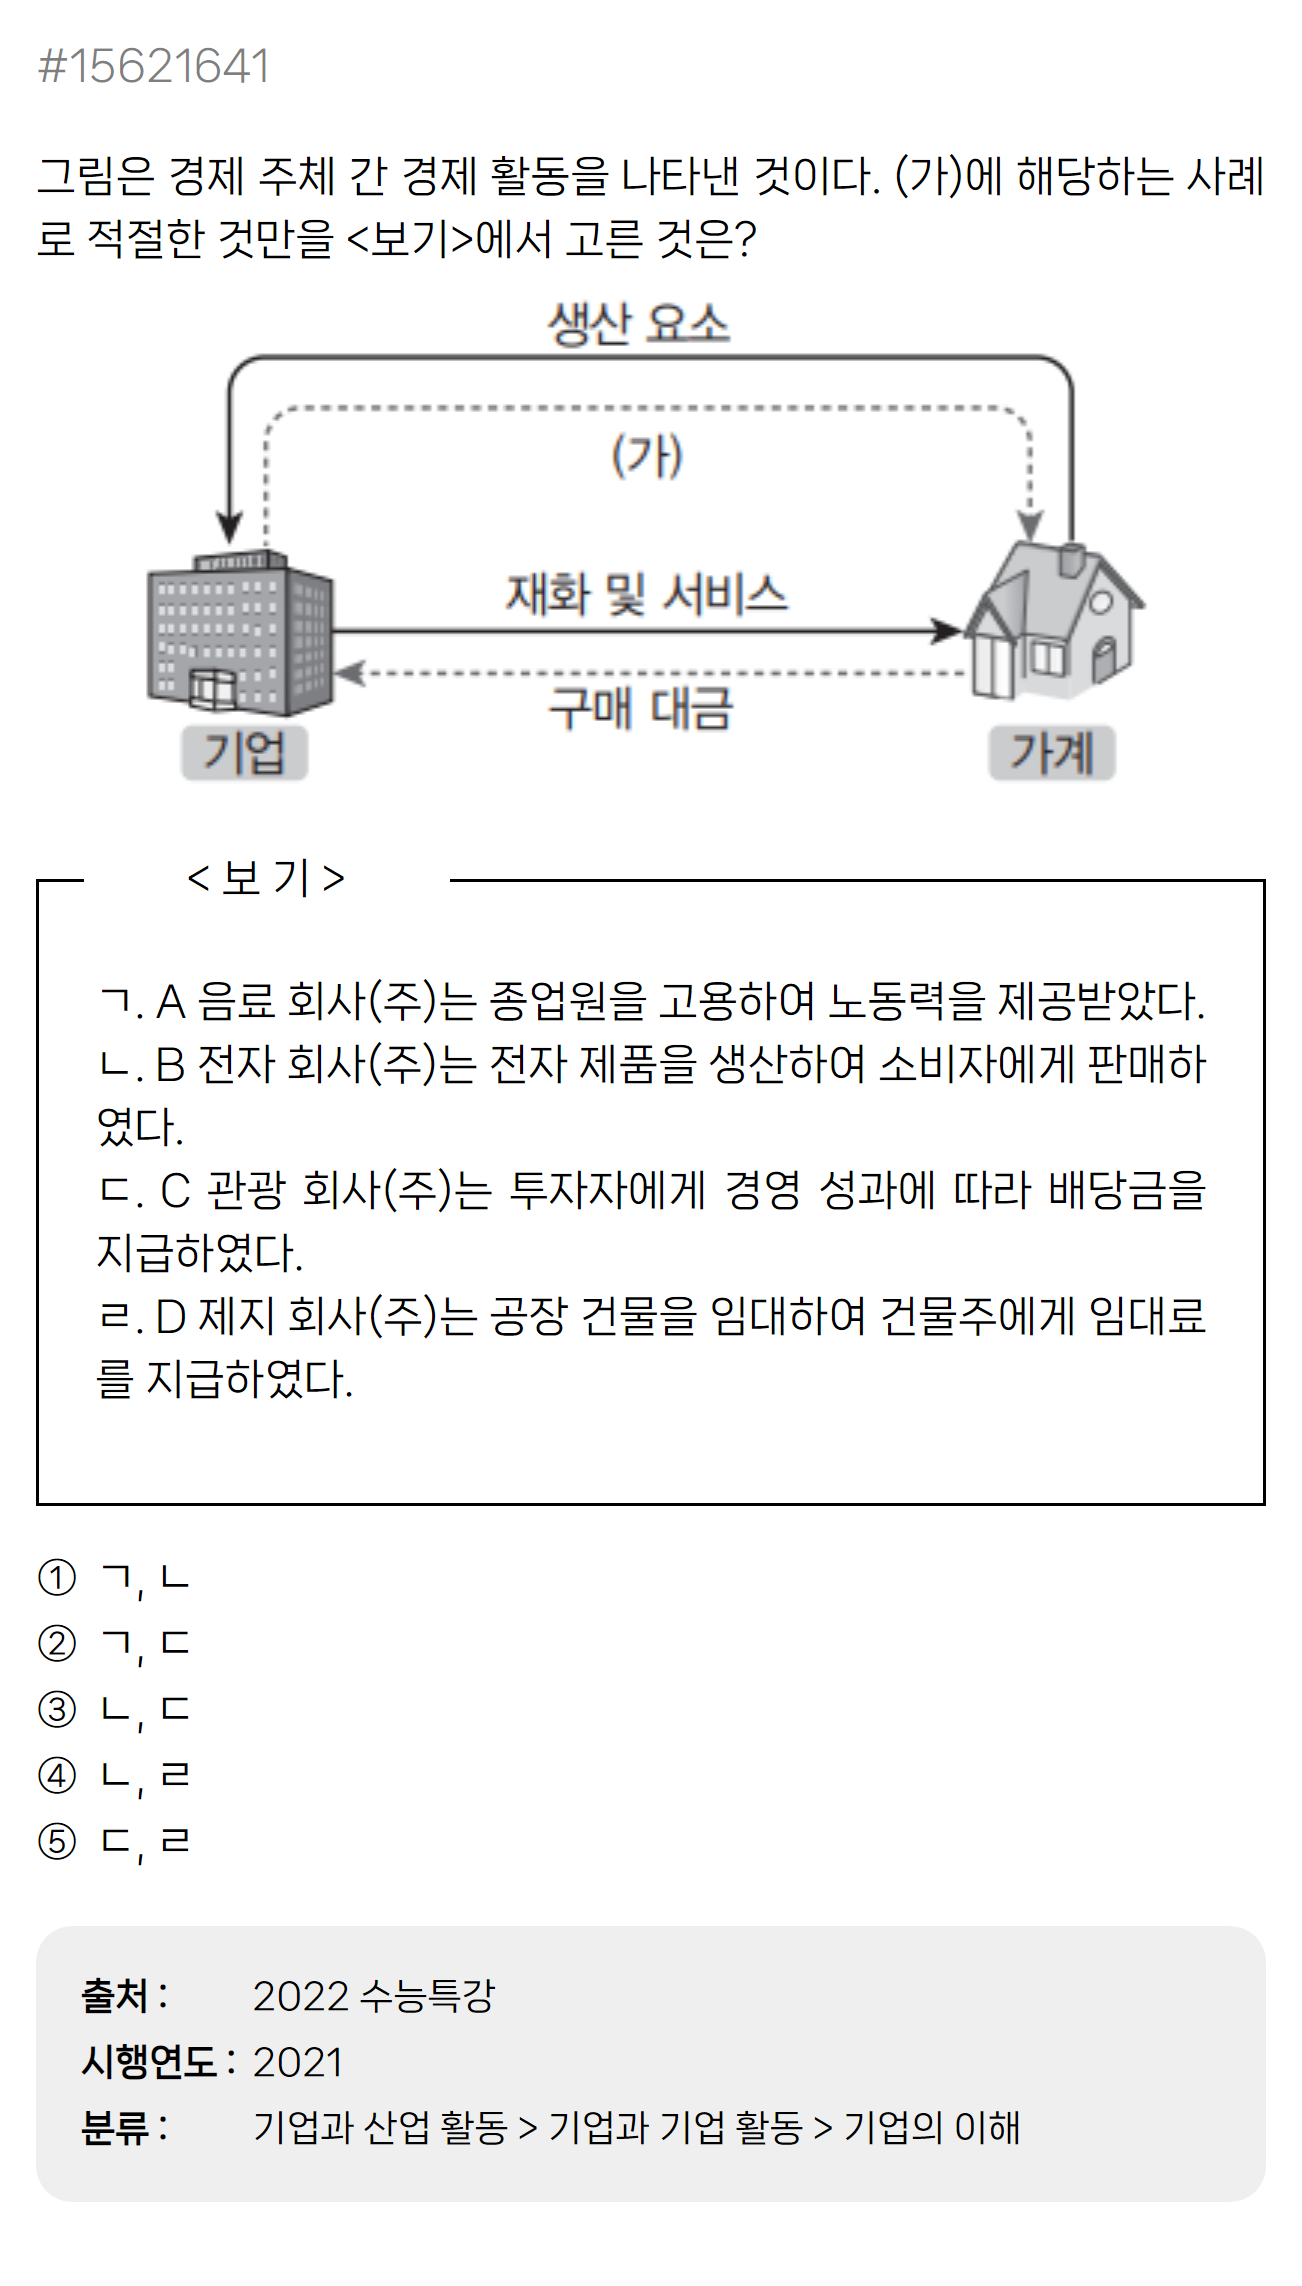 #15621641
그림은 경제 주체 간 경제 활동을 나타낸 것이다. (가)에 해당하는 사례
로 적절한 것만을 <보기>에서 고른 것은?
생산 요소
(가)
재화 및 서비스
구매 대금
기업
가계
< 보 기 >
ㄱ. A 음료 회사(주)는 종업원을 고용하여 노동력을 제공받았다.
ㄴ. B 전자 회사(주)는 전자 제품을 생산하여 소비자에게 판매하
였다.
ㄷ. C 관광 회사(주)는 투자자에게 경영 성과에 따라 배당금을
지급하였다.
ㄹ. D 제지 회사(주)는 공장 건물을 임대하여 건물주에게 임대료
를 지급하였다.
① ㄱ, ㄴ
② ㄱ, ㄷ
③ ㄴ, ㄷ
④ ㄴ, ㄹ
⑤ ㄷ, ㄹ
출처 : 2022 수능특강
시행연도 : 2021
분류 : 기업과 산업 활동 > 기업과 기업 활동 > 기업의 이해